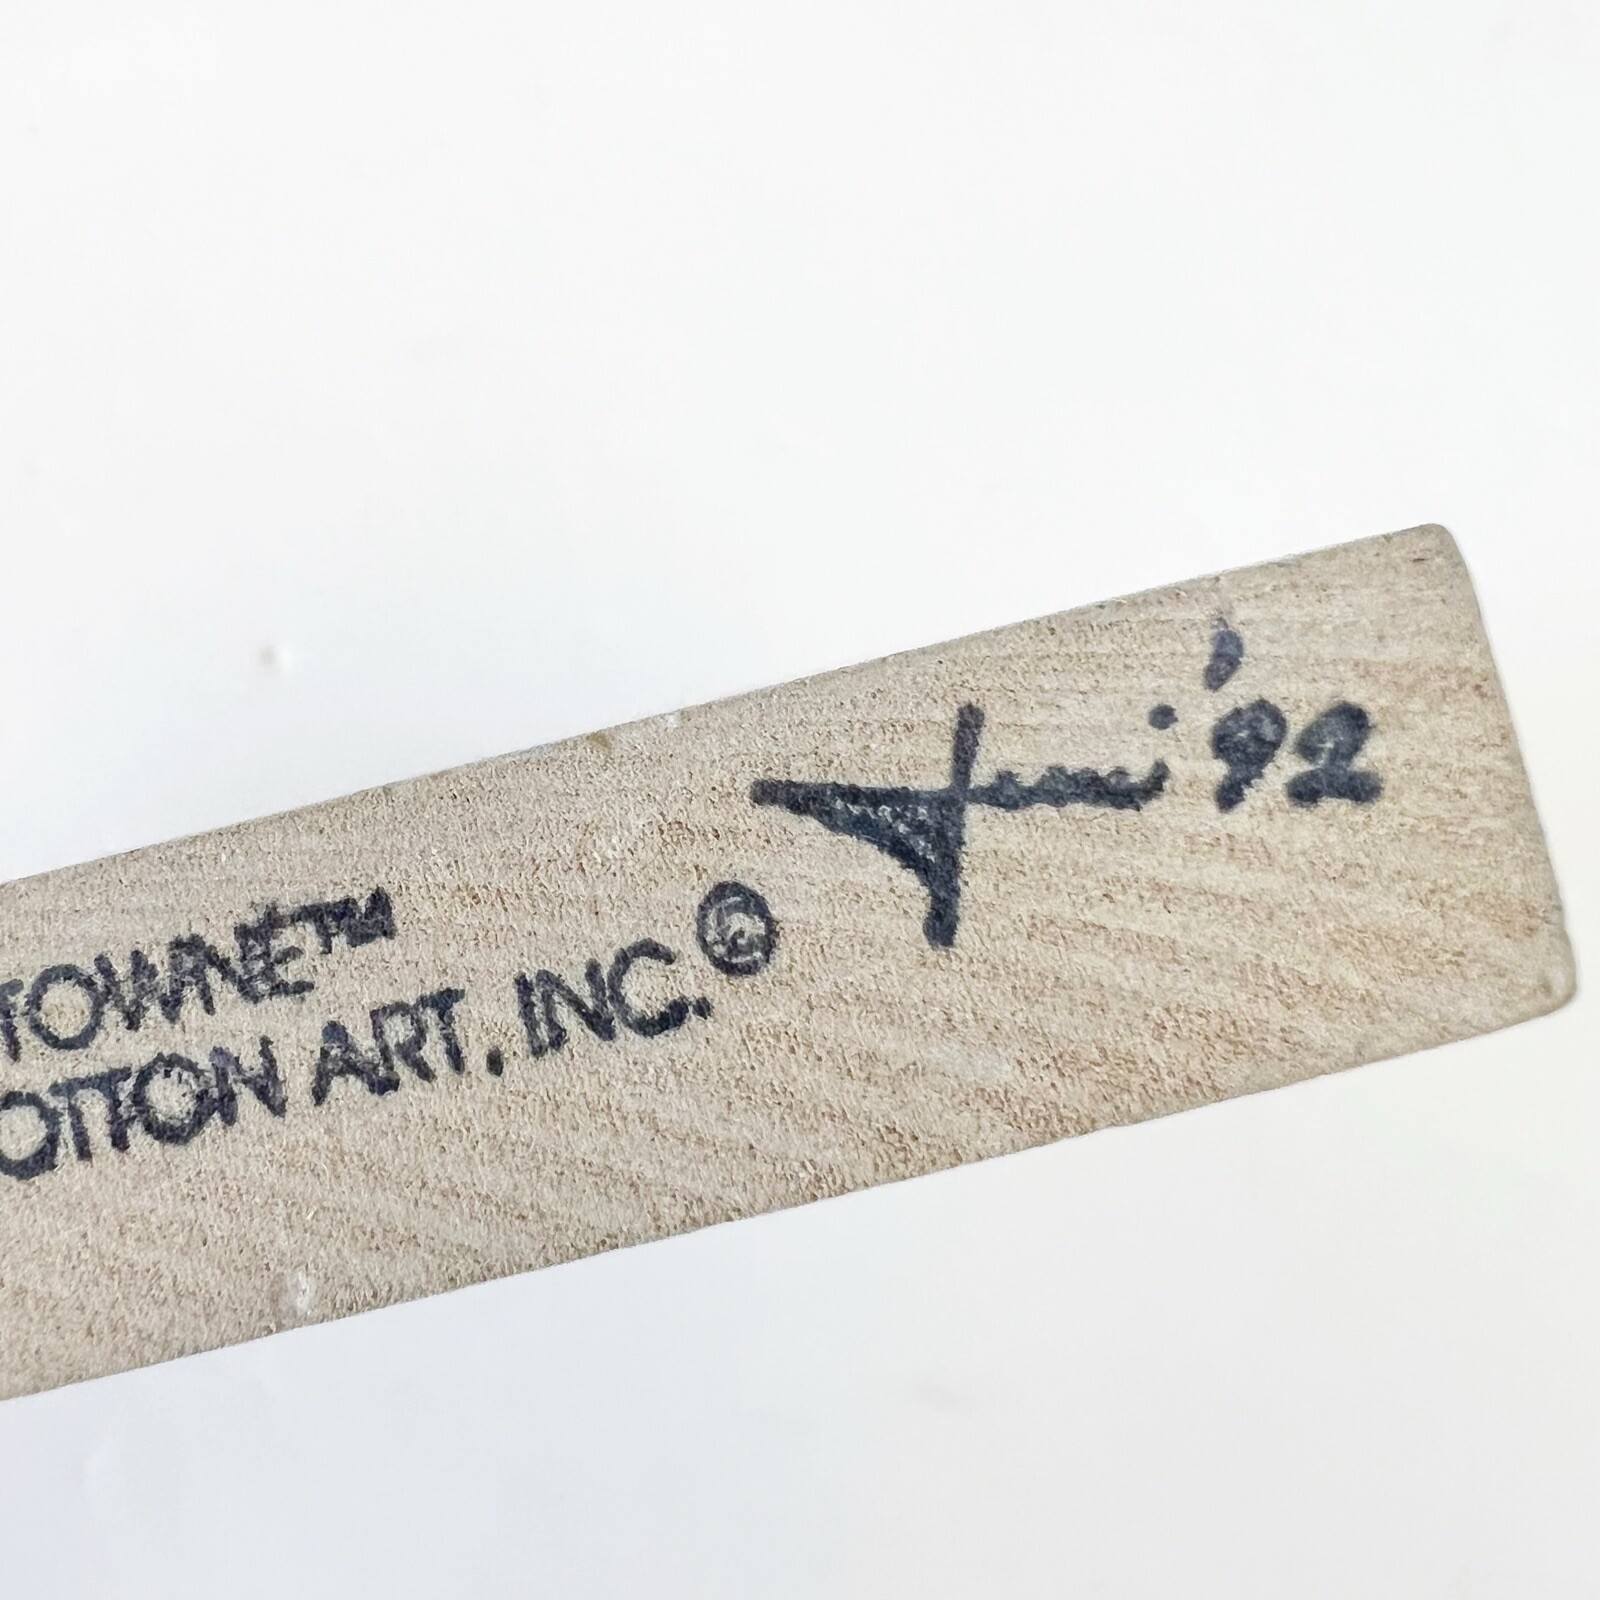 TOWNE™
OTTON ART, INC.©
'92